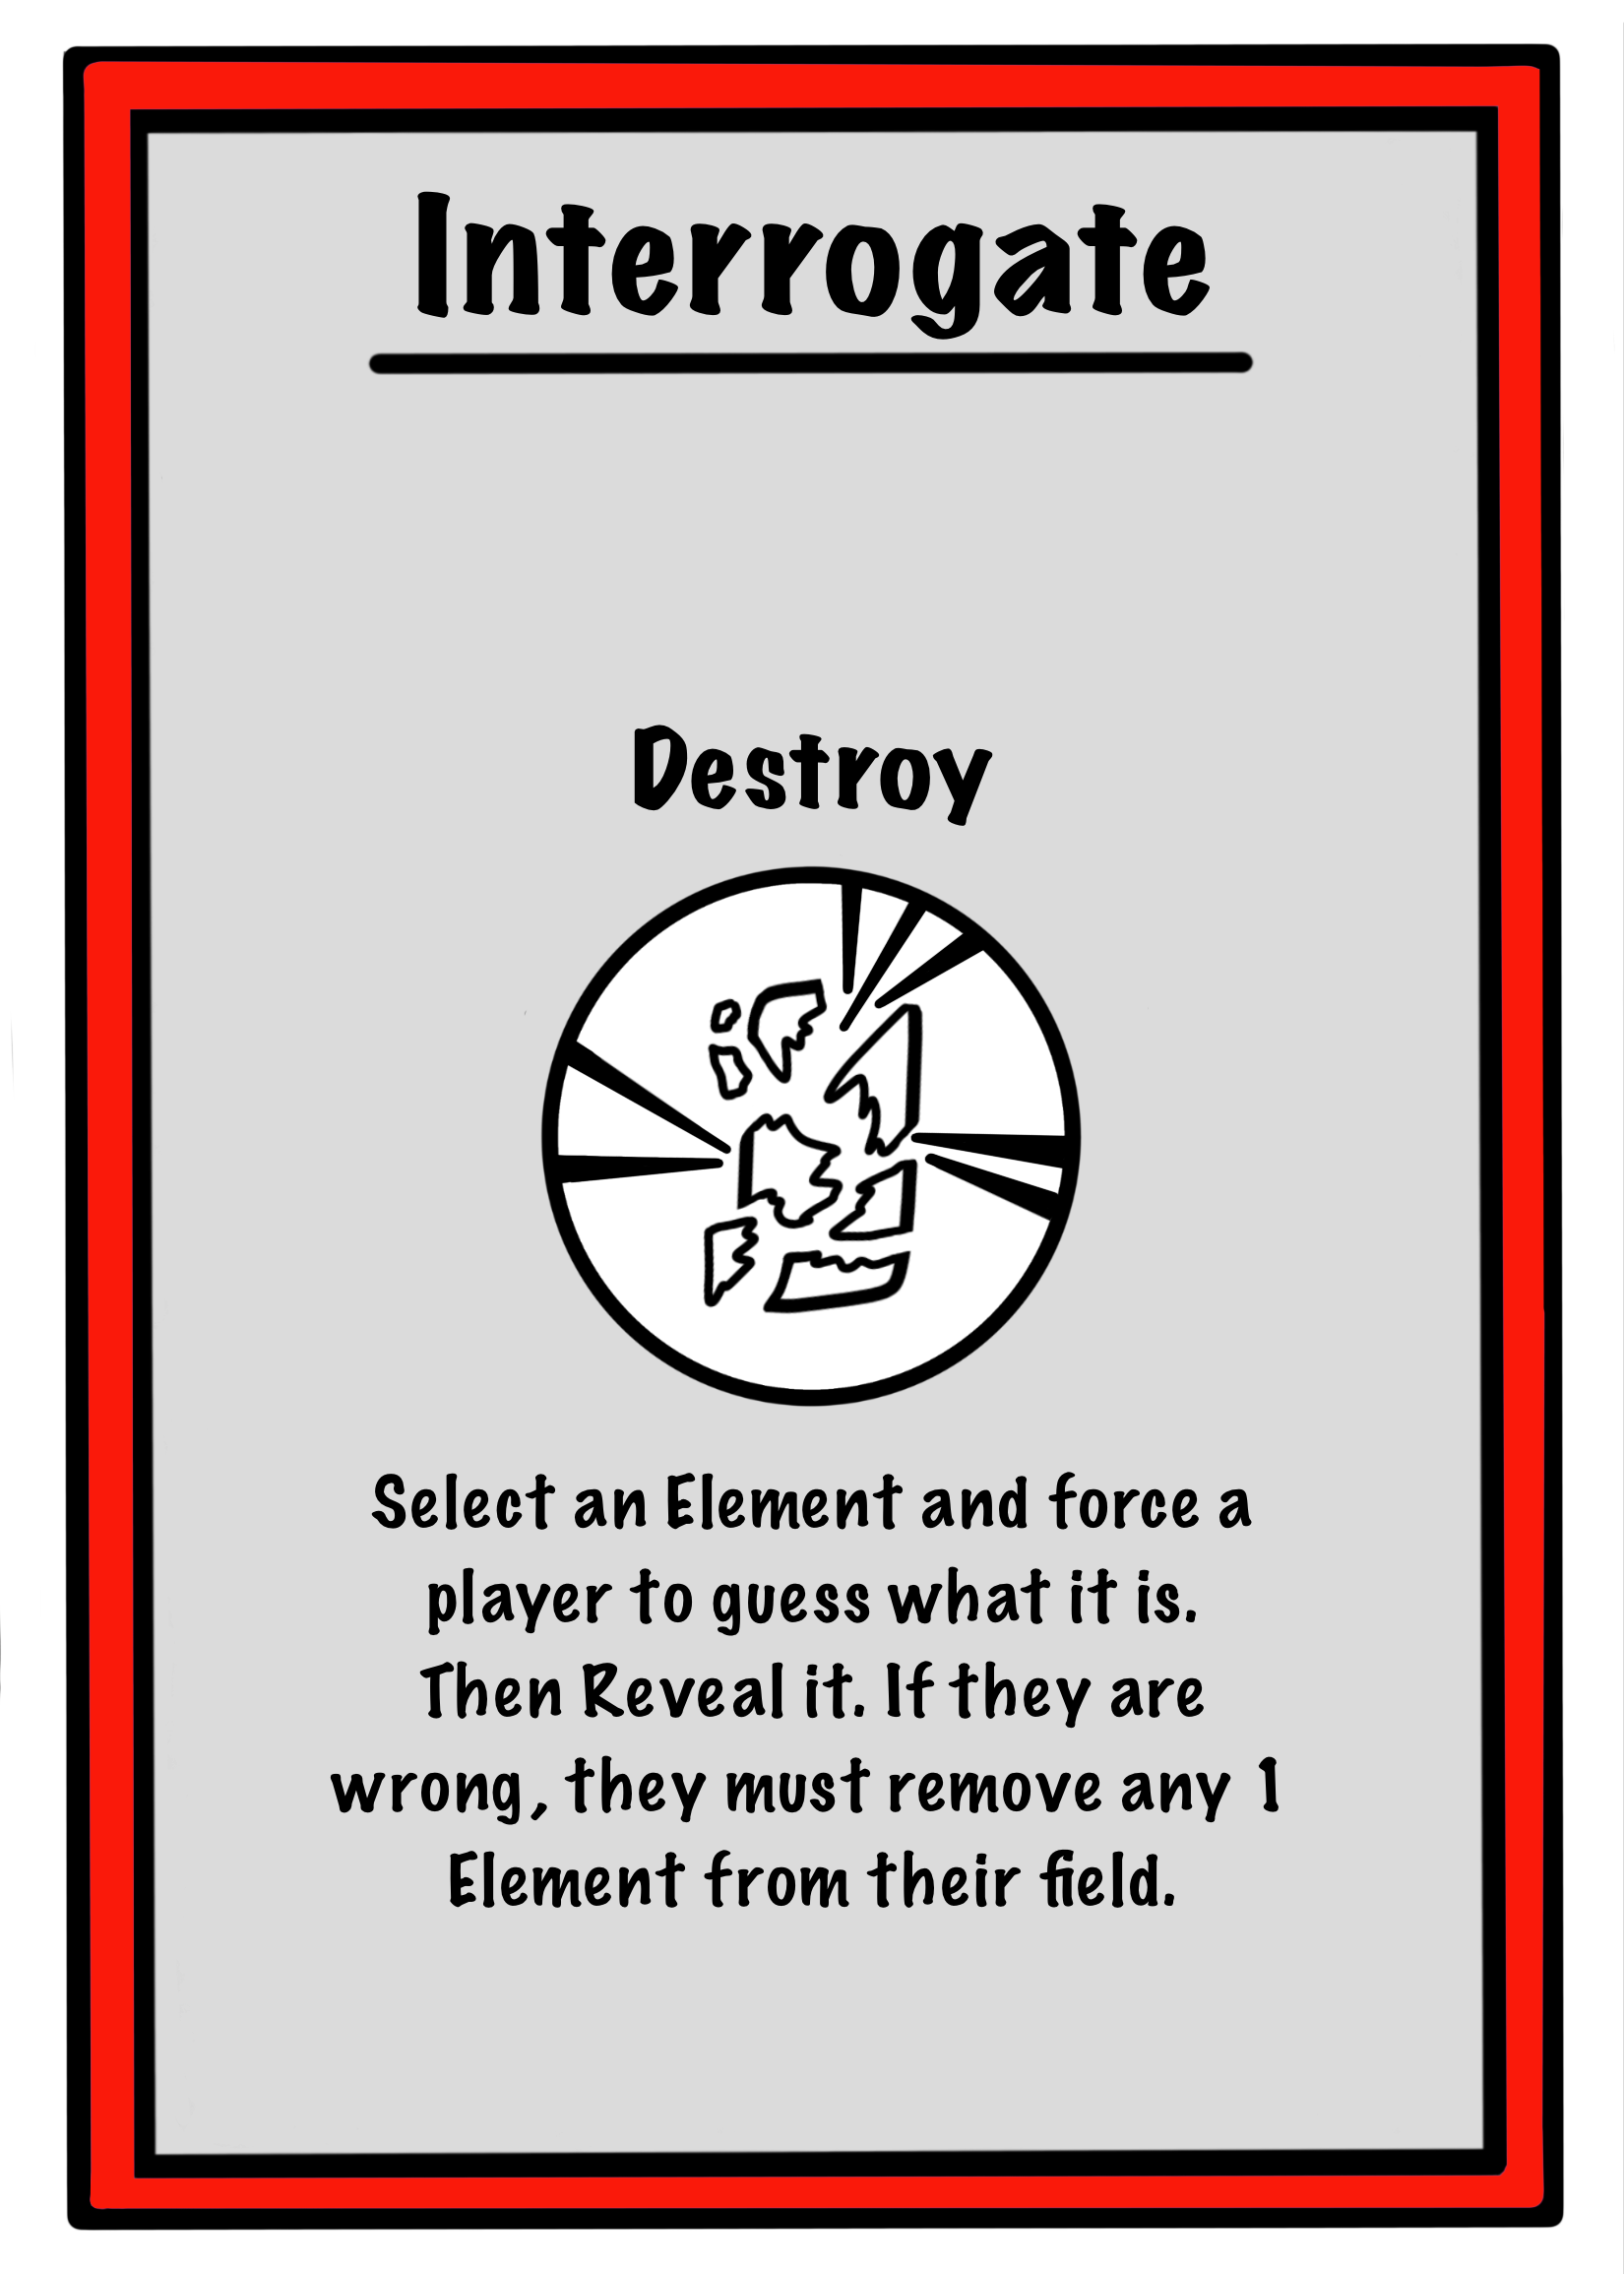 Interrogate
Destroy
Select an Element and force a
player to guess what it is.
Then Reveal it. If they are
wrong, they must remove any 1
Element from their field.